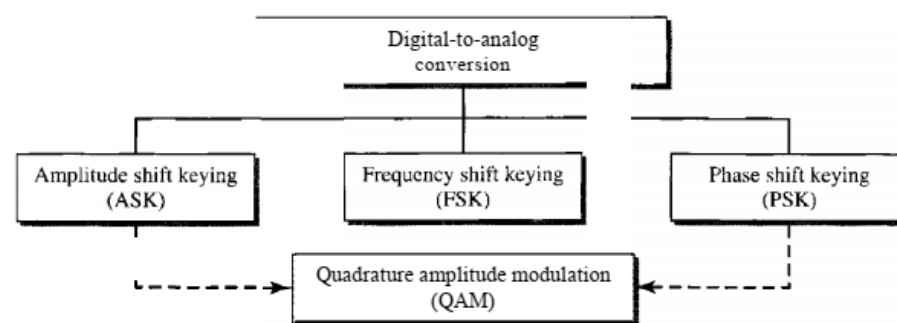 Digital-to-analog
conversion
Amplitude shift keying
(ASK)
Frequency shift keying
(FSK)
Phase shift keying
(PSK)
Quadrature amplitude modulation
(QAM)